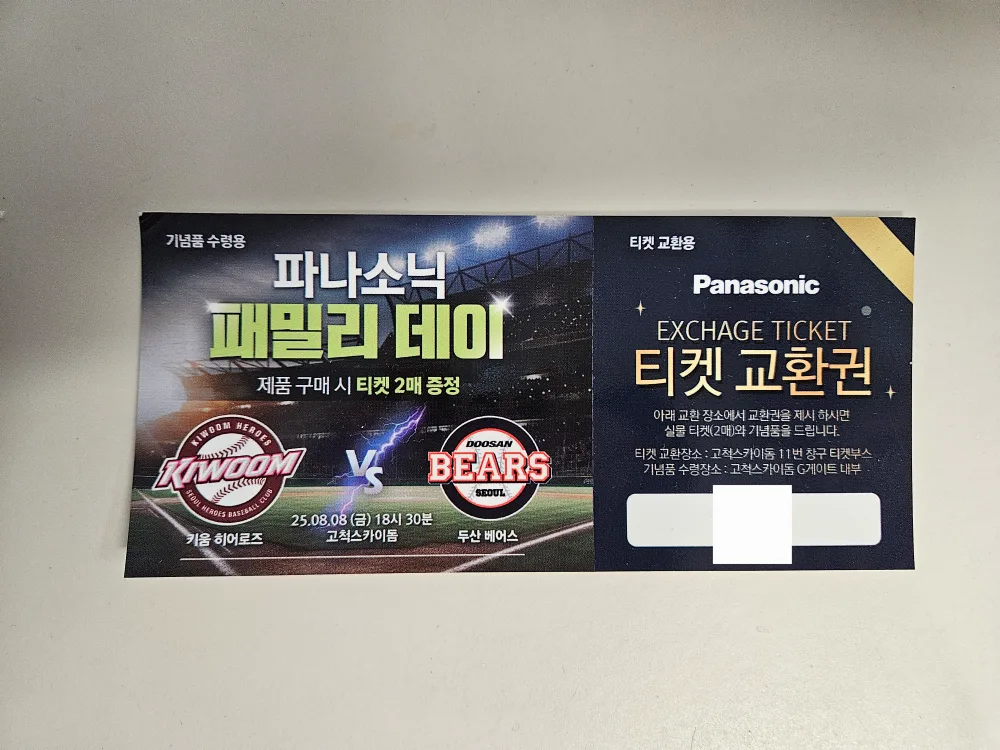 기념품 수령용
파나소닉
패밀리 데이
제품 구매 시 티켓 2매 증정
KIWOOM HEROES
KIWOOM
SEOUL HEROES BASEBALL CLUB
키움 히어로즈
VS
25.08.08 (금) 18시 30분
고척스카이돔
DOOSAN
BEARS
SEOUL
두산 베어스
티켓 교환용
Panasonic
EXCHAGE TICKET
티켓 교환권
아래 교환 장소에서 교환권을 제시 하시면
실물 티켓(2매)와 기념품을 드립니다.
티켓 교환장소 : 고척스카이돔 11번 창구 티켓부스
기념품 수령장소 : 고척스카이돔 G게이트 내부